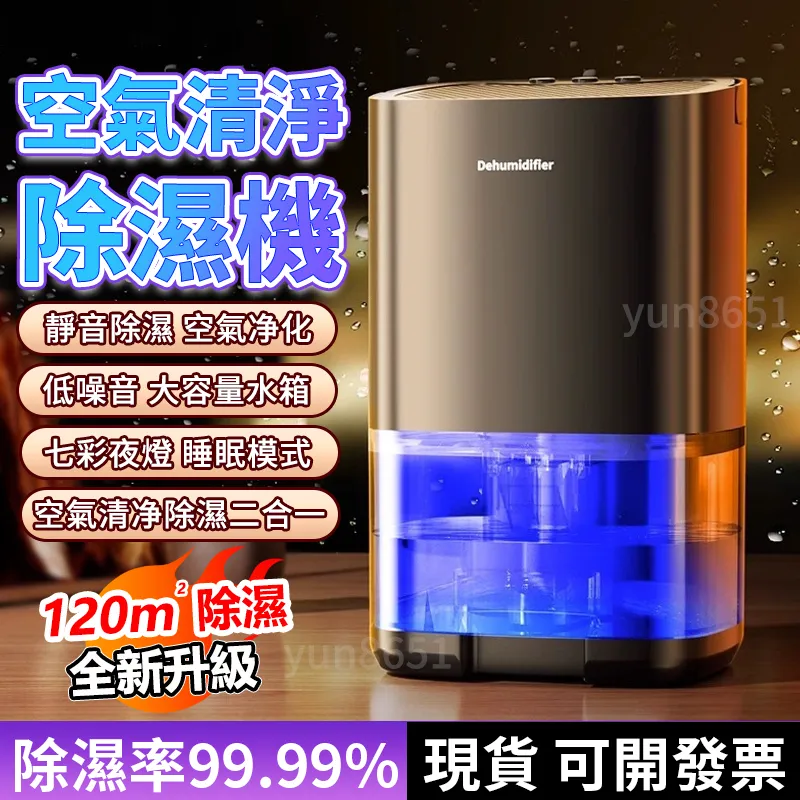 空氣清淨
除濕機
Dehumidifier
靜音除濕 空氣净化
低噪音 大容量水箱
七彩夜燈 睡眠模式
空氣清净除濕二合一
120m² 除濕
全新升級
yun8651
yun8651
除濕率99.99%
現貨 可開發票